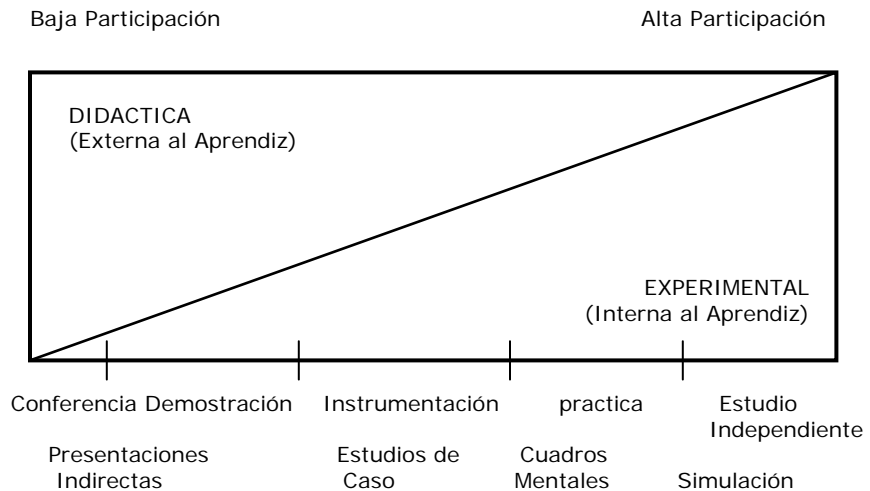 Baja Participación Alta Participación
DIDACTICA
(Externa al Aprendiz)
EXPERIMENTAL
(Interna al Aprendiz)
Conferencia Demostración Instrumentación practica Estudio
Independiente
Presentaciones Estudios de Cuadros
Indirectas Caso Mentales Simulación